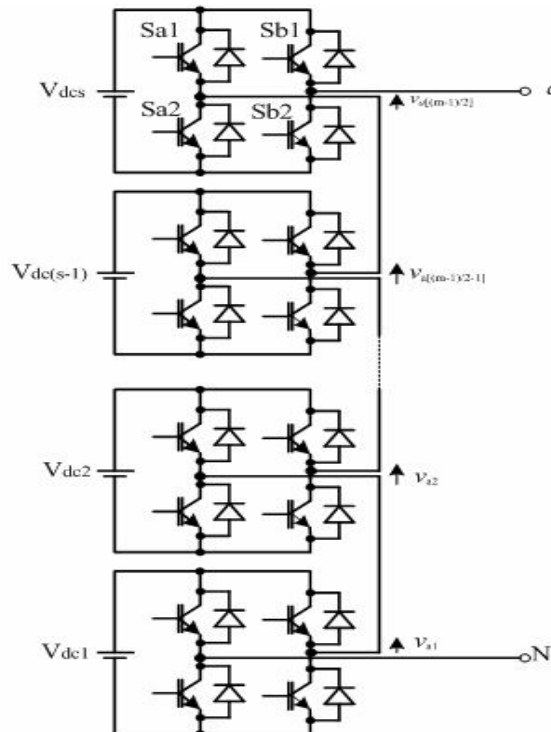 Sa1 Sb1
Vdcs
Sa2 Sb2
va[(m-1)/2]
Vdc(s-1)
va[(m-1)/2-1]
Vdc2
va2
Vdc1
va1
N